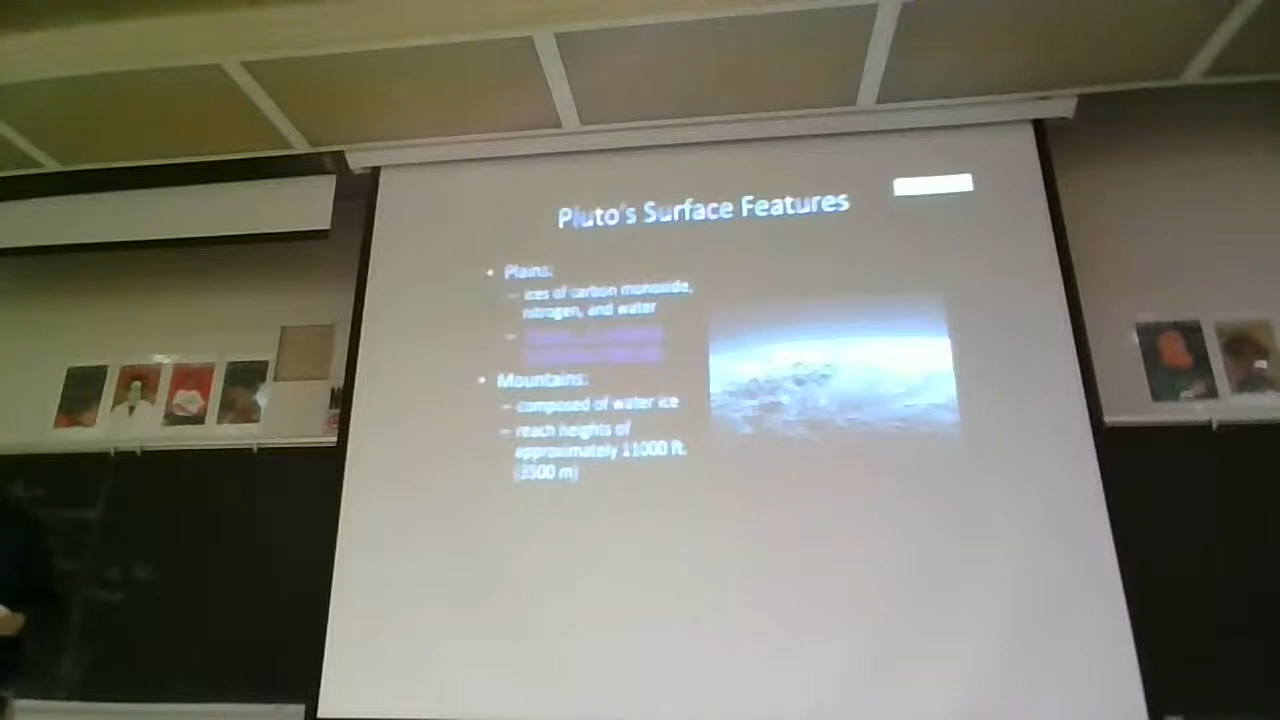 Pluto's Surface Features
• Plains:
– ices of carbon monoxide,
nitrogen, and water
–
• Mountains:
– composed of water ice
– reach heights of
approximately 11000 ft.
(3500 m)